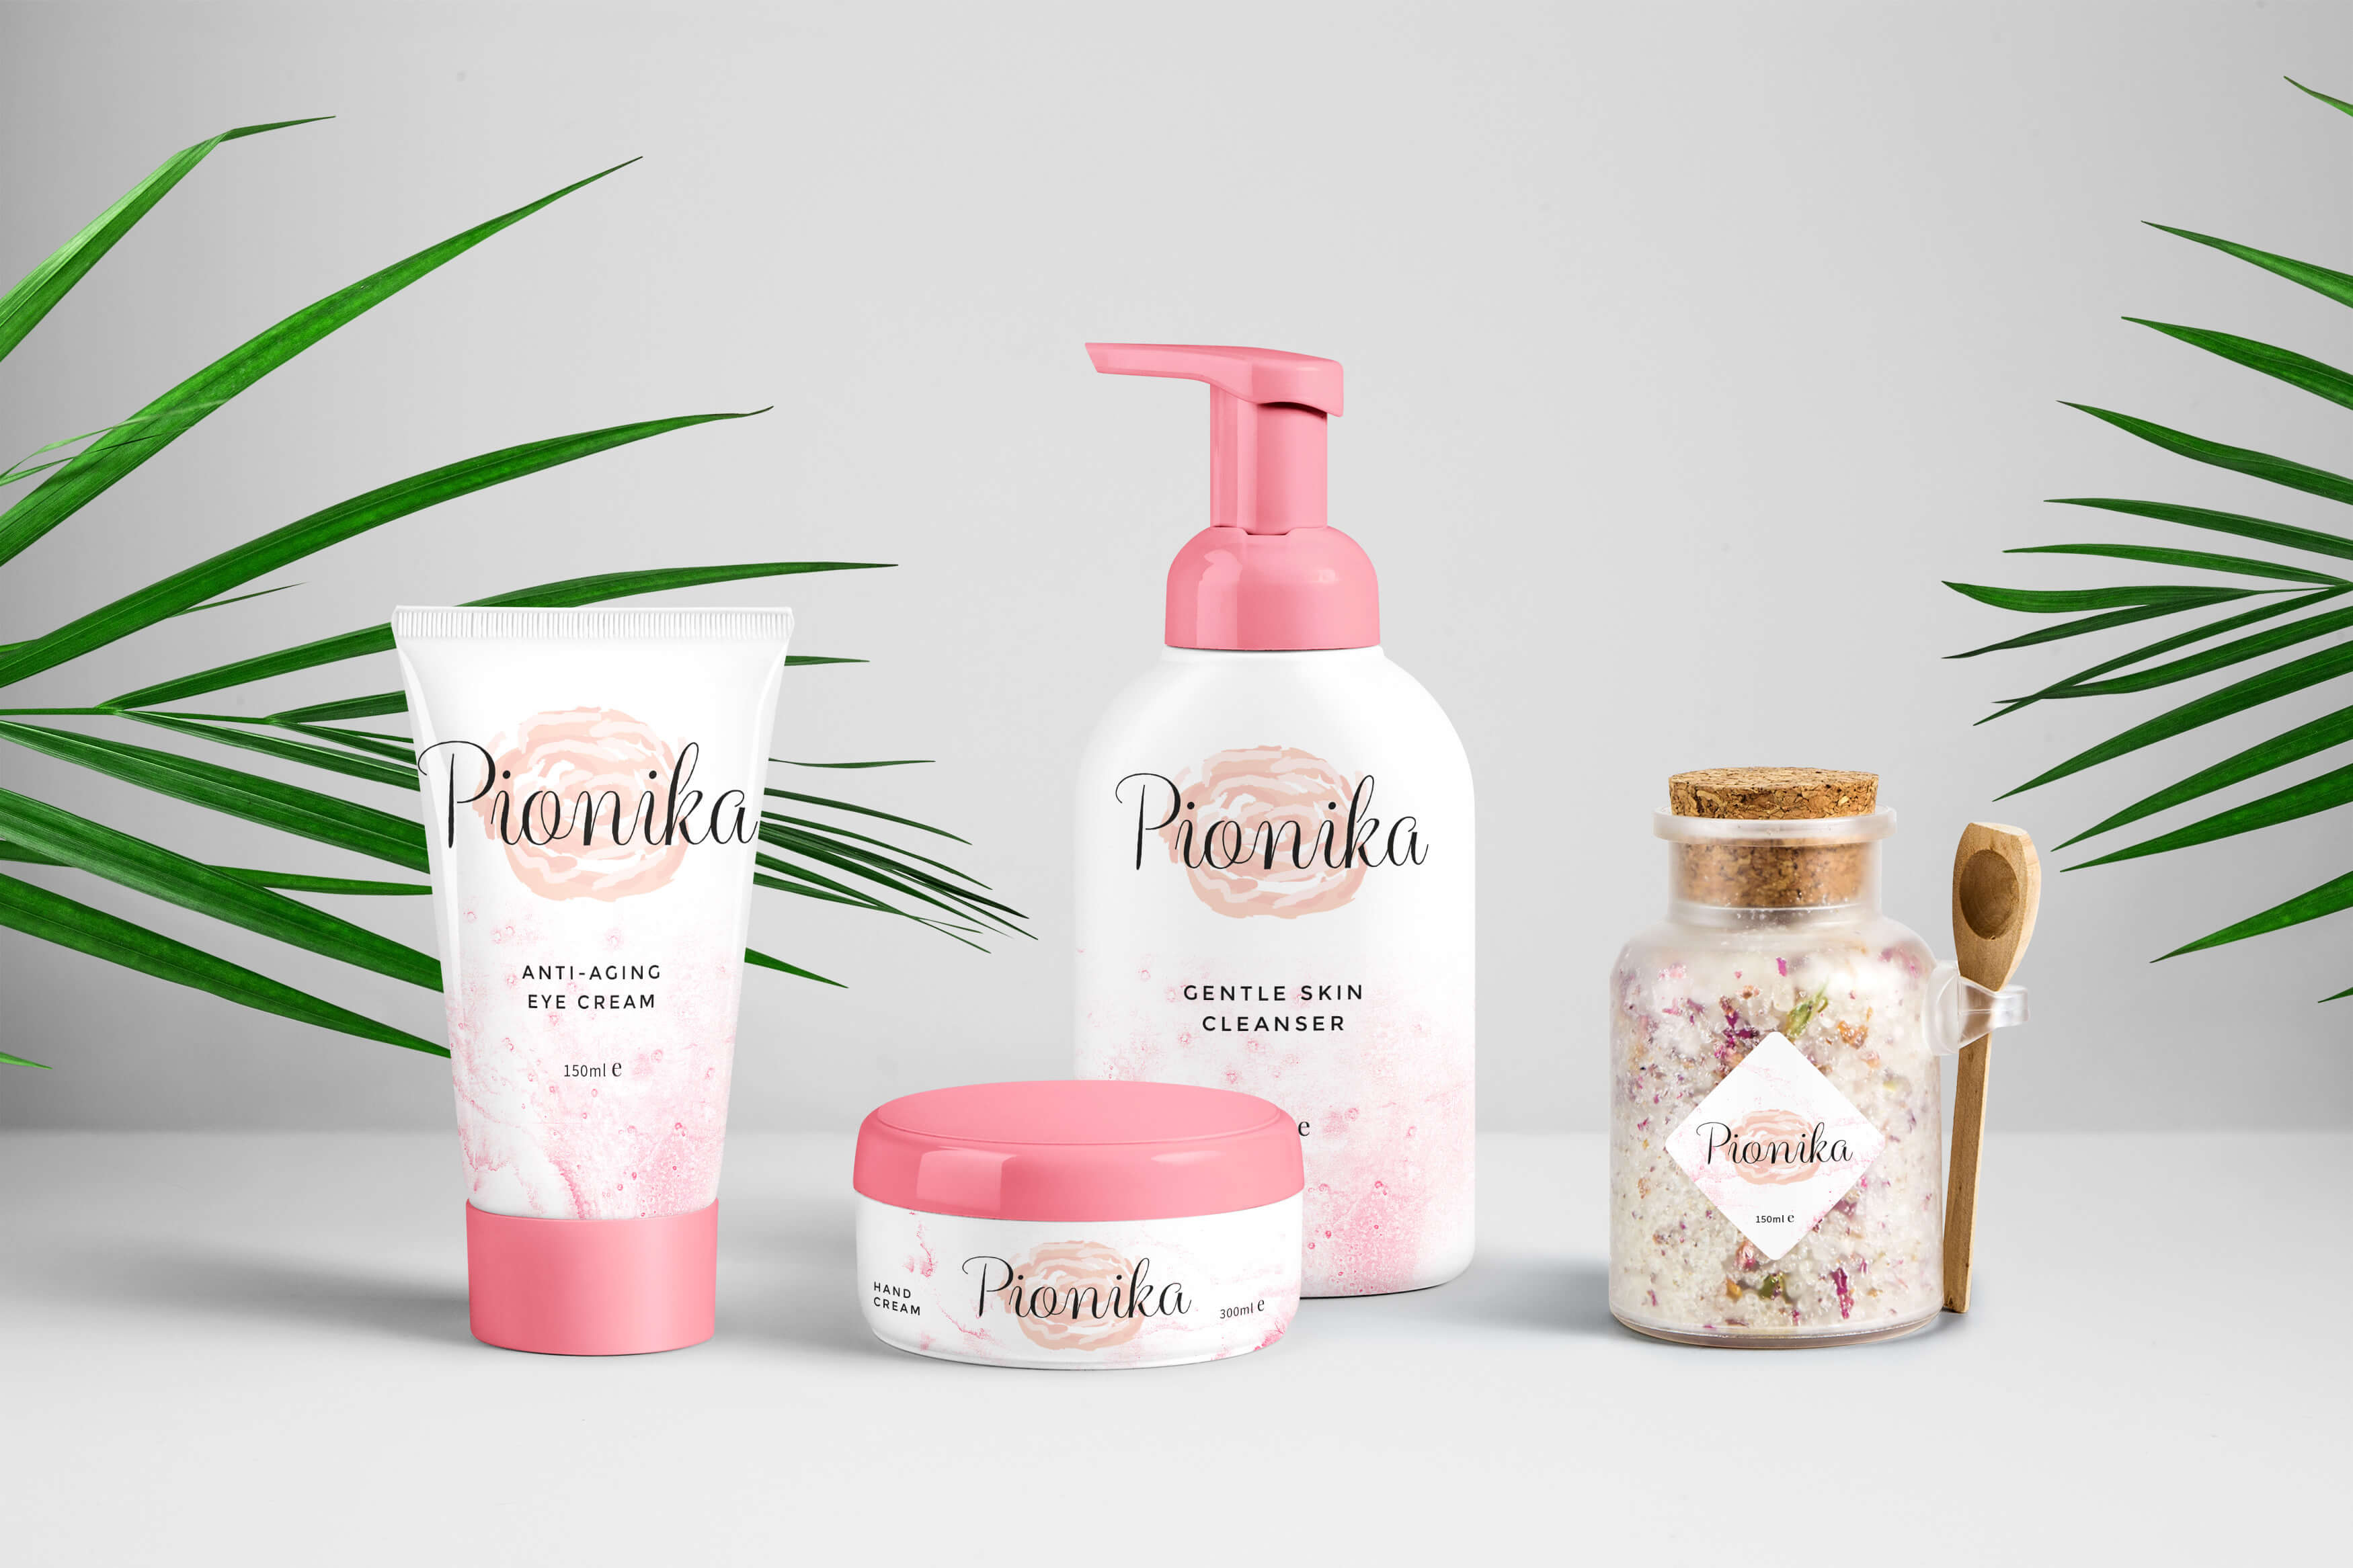 Pionika
ANTI-AGING
EYE CREAM
150ml e
Pionika
GENTLE SKIN
CLEANSER
e
HAND
CREAM
Pionika
300ml e
Pionika
150ml e